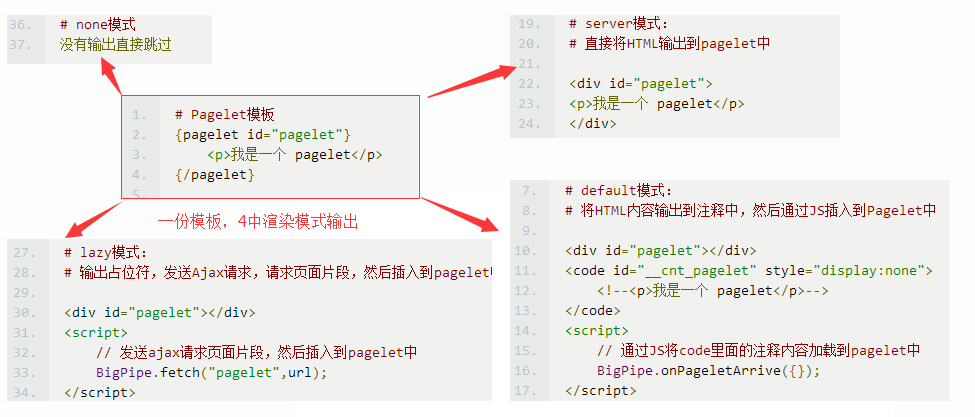 36. # none模式
37. 没有输出直接跳过
19. # server模式:
20. # 直接将HTML输出到pagelet中
21.
22. <div id="pagelet">
23. <p>我是一个 pagelet</p>
24. </div>
1. # Pagelet模板
2. {pagelet id="pagelet"}
3. <p>我是一个 pagelet</p>
4. {/pagelet}
5.
一份模板，4中渲染模式输出
7. # default模式:
8. # 将HTML内容输出到注释中，然后通过JS插入到Pagelet中
9.
10. <div id="pagelet"></div>
11. <code id="__cnt_pagelet" style="display:none">
12. <!--<p>我是一个 pagelet</p>-->
13. </code>
14. <script>
15. // 通过JS将code里面的注释内容加载到pagelet中
16. BigPipe.onPageletArrive({});
17. </script>
27. # lazy模式:
28. # 输出占位符，发送Ajax请求，请求页面片段，然后插入到pagelet
29.
30. <div id="pagelet"></div>
31. <script>
32. // 发送ajax请求页面片段，然后插入到pagelet中
33. BigPipe.fetch("pagelet",url);
34. </script>